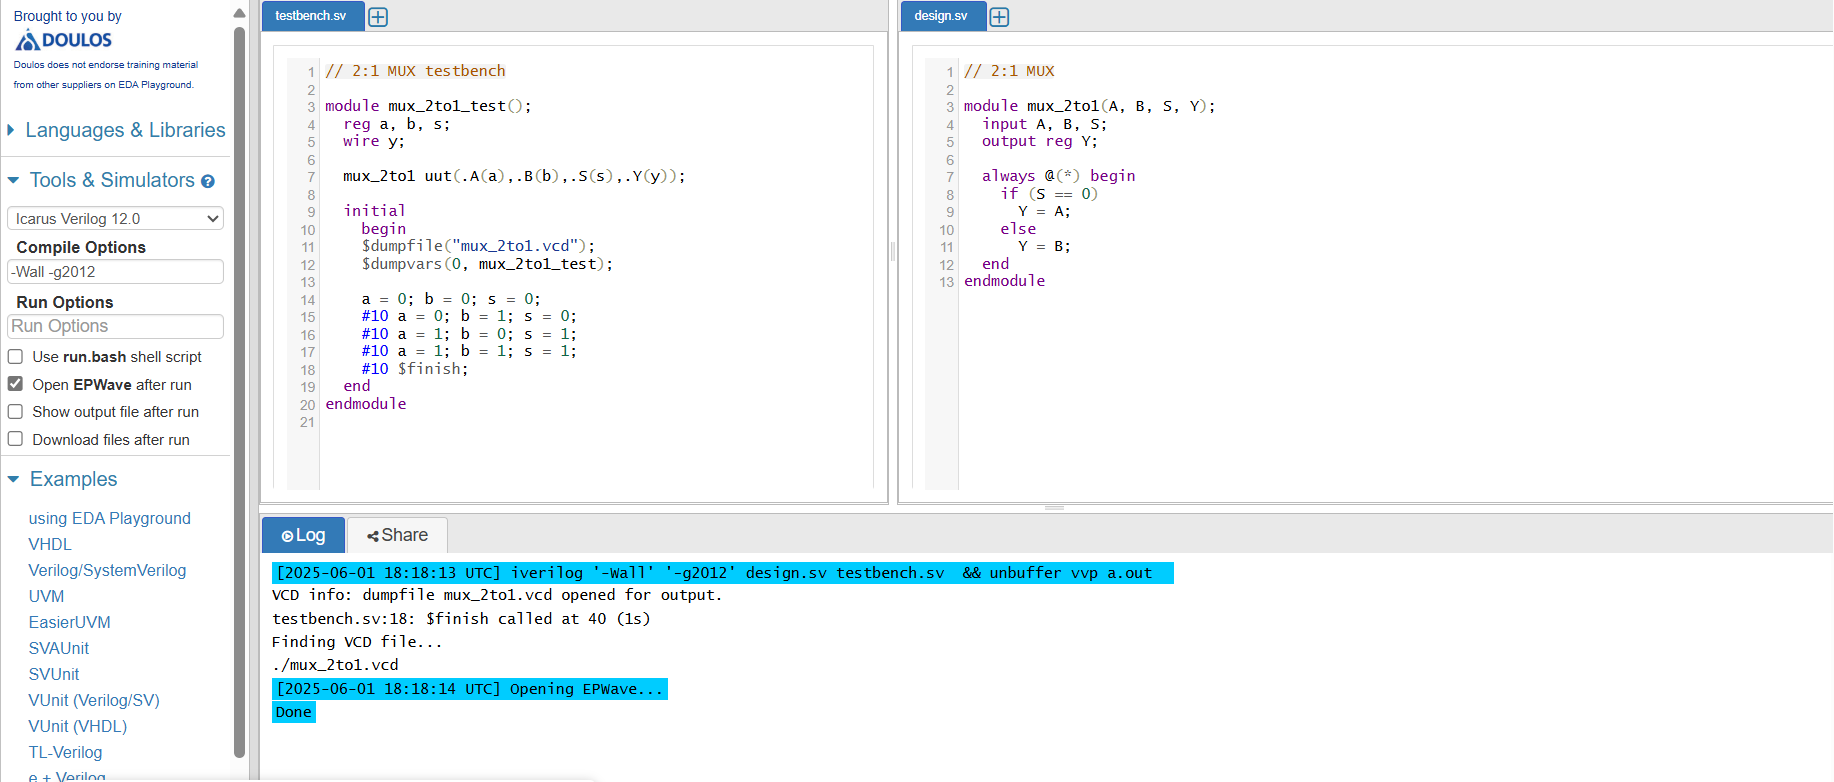 Brought to you by
DOULOS
Doulos does not endorse training material
from other suppliers on EDA Playground.
Languages & Libraries
Tools & Simulators ?
Icarus Verilog 12.0
Compile Options
-Wall -g2012
Run Options
Run Options
Use run.bash shell script
Open EPWave after run
Show output file after run
Download files after run
Examples
using EDA Playground
VHDL
Verilog/SystemVerilog
UVM
EasierUVM
SVAUnit
SVUnit
VUnit (Verilog/SV)
VUnit (VHDL)
TL-Verilog
e + Verilog
testbench.sv
1 // 2:1 MUX testbench
2
3 module mux_2to1_test();
4 reg a, b, s;
5 wire y;
6
7 mux_2to1 uut(.A(a),.B(b),.S(s),.Y(y));
8
9 initial
10 begin
11 $dumpfile("mux_2to1.vcd");
12 $dumpvars(0, mux_2to1_test);
13
14 a = 0; b = 0; s = 0;
15 #10 a = 0; b = 1; s = 0;
16 #10 a = 1; b = 0; s = 1;
17 #10 a = 1; b = 1; s = 1;
18 #10 $finish;
19 end
20 endmodule
21
design.sv
1 // 2:1 MUX
2
3 module mux_2to1(A, B, S, Y);
4 input A, B, S;
5 output reg Y;
6
7 always @(*) begin
8 if (S == 0)
9 Y = A;
10 else
11 Y = B;
12 end
13 endmodule
Log
Share
[2025-06-01 18:18:13 UTC] iverilog '-Wall' '-g2012' design.sv testbench.sv && unbuffer vvp a.out
VCD info: dumpfile mux_2to1.vcd opened for output.
testbench.sv:18: $finish called at 40 (1s)
Finding VCD file...
./mux_2to1.vcd
[2025-06-01 18:18:14 UTC] Opening EPWave...
Done